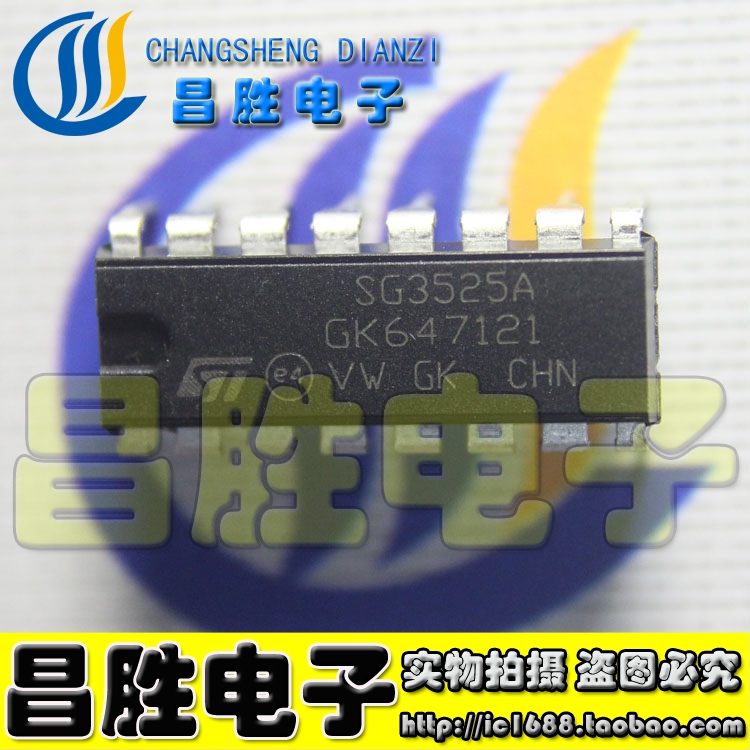 CHANGSHENG DIANZI
昌胜电子
SG3525A
GK647121
ST e4 VW GK CHN
昌胜电子
昌胜电子
实物拍摄 盗图必究
http://ic1688.taobao.com